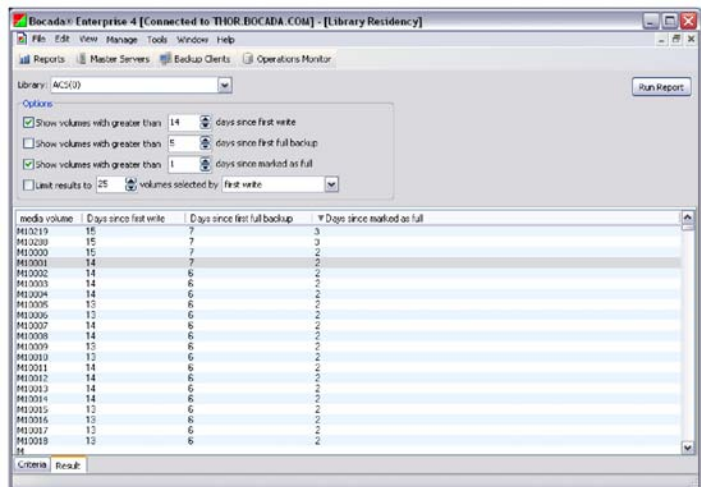 Bocada® Enterprise 4 [Connected to THOR.BOCADA.COM] - [Library Residency]
File Edit View Manage Tools Window Help
Reports Master Servers Backup Clients Operations Monitor
Library: ACS(0) Run Report
Options
Show volumes with greater than 14 days since first write
Show volumes with greater than 5 days since first full backup
Show volumes with greater than 1 days since marked as full
Limit results to 25 volumes selected by first write
media volume Days since first write Days since first full backup Days since marked as full
M10219 15 7 3
M10288 15 7 3
M10000 15 7 2
M10001 14 7 2
M10002 14 6 2
M10003 14 6 2
M10004 14 6 2
M10005 13 6 2
M10006 13 6 2
M10007 14 6 2
M10008 14 6 2
M10009 13 6 2
M10010 13 6 2
M10011 14 6 2
M10012 14 6 2
M10013 14 6 2
M10014 14 6 2
M10015 13 6 2
M10016 13 6 2
M10017 13 6 2
M10018 13 6 2
M
Criteria Result